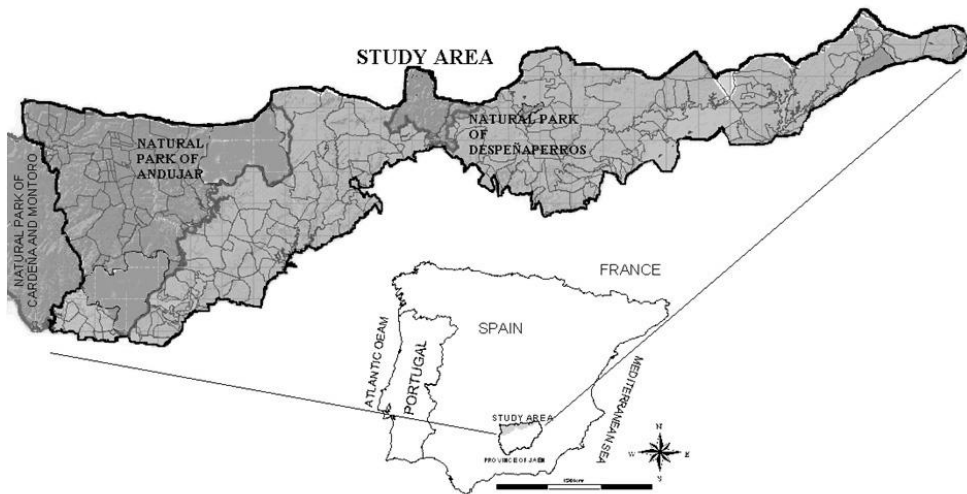 STUDY AREA
NATURAL
PARK OF
ANDUJAR
NATURAL PARK
OF
DESPEÑAPERROS
NATURAL PARK OF
CARDEÑA AND MONTORO
FRANCE
SPAIN
ATLANTIC OEAM
PORTUGAL
MEDITERRANEAN SEA
STUDY AREA
PROVINCE OF JAEN
N
W
E
S